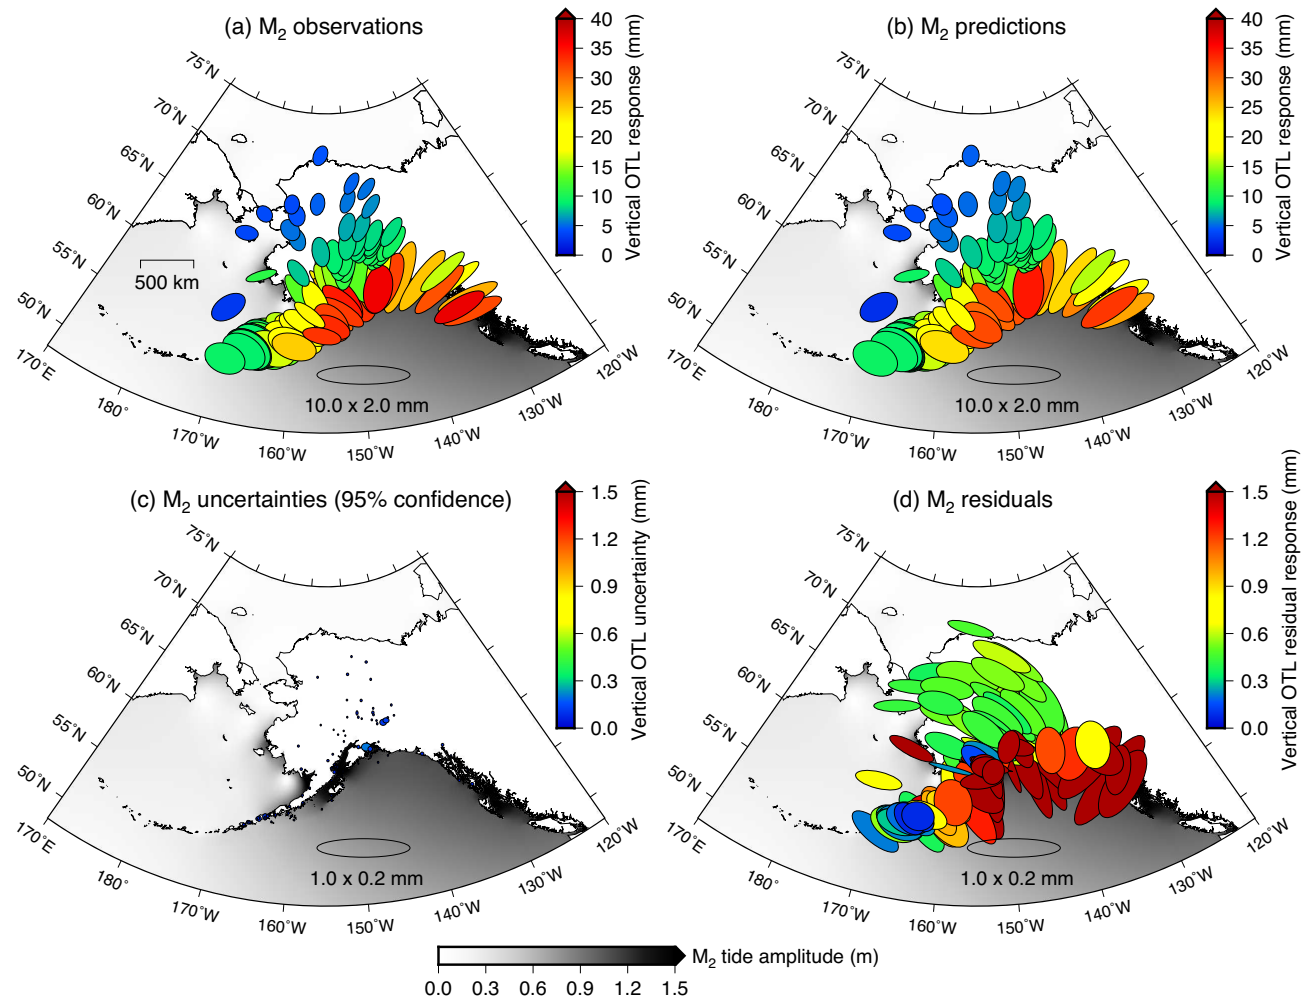 (a) M₂ observations
75°N
70°N
65°N
60°N
55°N
50°N
170°E
180°
170°W
160°W
150°W
140°W
130°W
120°W
500 km
10.0 x 2.0 mm
40
35
30
25
20
15
10
5
0
Vertical OTL response (mm)
(b) M₂ predictions
75°N
70°N
65°N
60°N
55°N
50°N
170°E
180°
170°W
160°W
150°W
140°W
130°W
120°W
10.0 x 2.0 mm
40
35
30
25
20
15
10
5
0
Vertical OTL response (mm)
(c) M₂ uncertainties (95% confidence)
75°N
70°N
65°N
60°N
55°N
50°N
170°E
180°
170°W
160°W
150°W
140°W
130°W
120°W
1.0 x 0.2 mm
1.5
1.2
0.9
0.6
0.3
0.0
Vertical OTL uncertainty (mm)
(d) M₂ residuals
75°N
70°N
65°N
60°N
55°N
50°N
170°E
180°
170°W
160°W
150°W
140°W
130°W
120°W
1.0 x 0.2 mm
1.5
1.2
0.9
0.6
0.3
0.0
Vertical OTL residual response (mm)
M₂ tide amplitude (m)
0.0 0.3 0.6 0.9 1.2 1.5